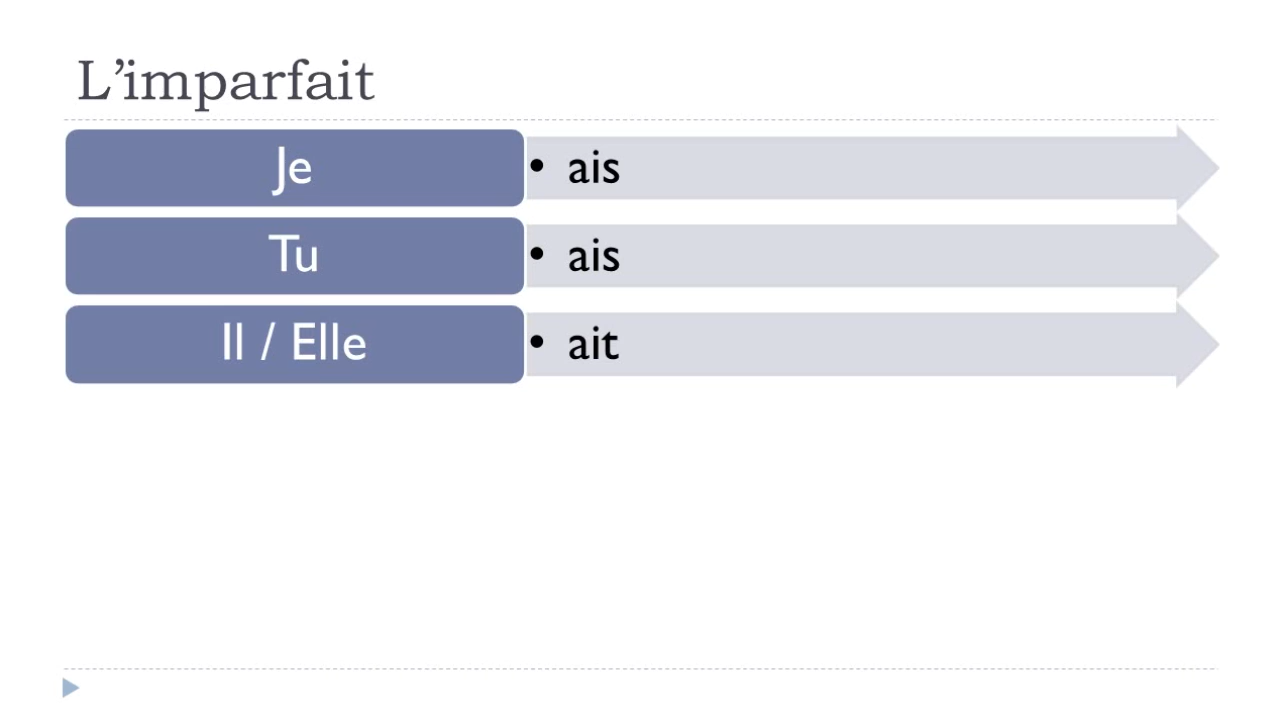 L’imparfait
Je
• ais
Tu
• ais
Il / Elle
• ait